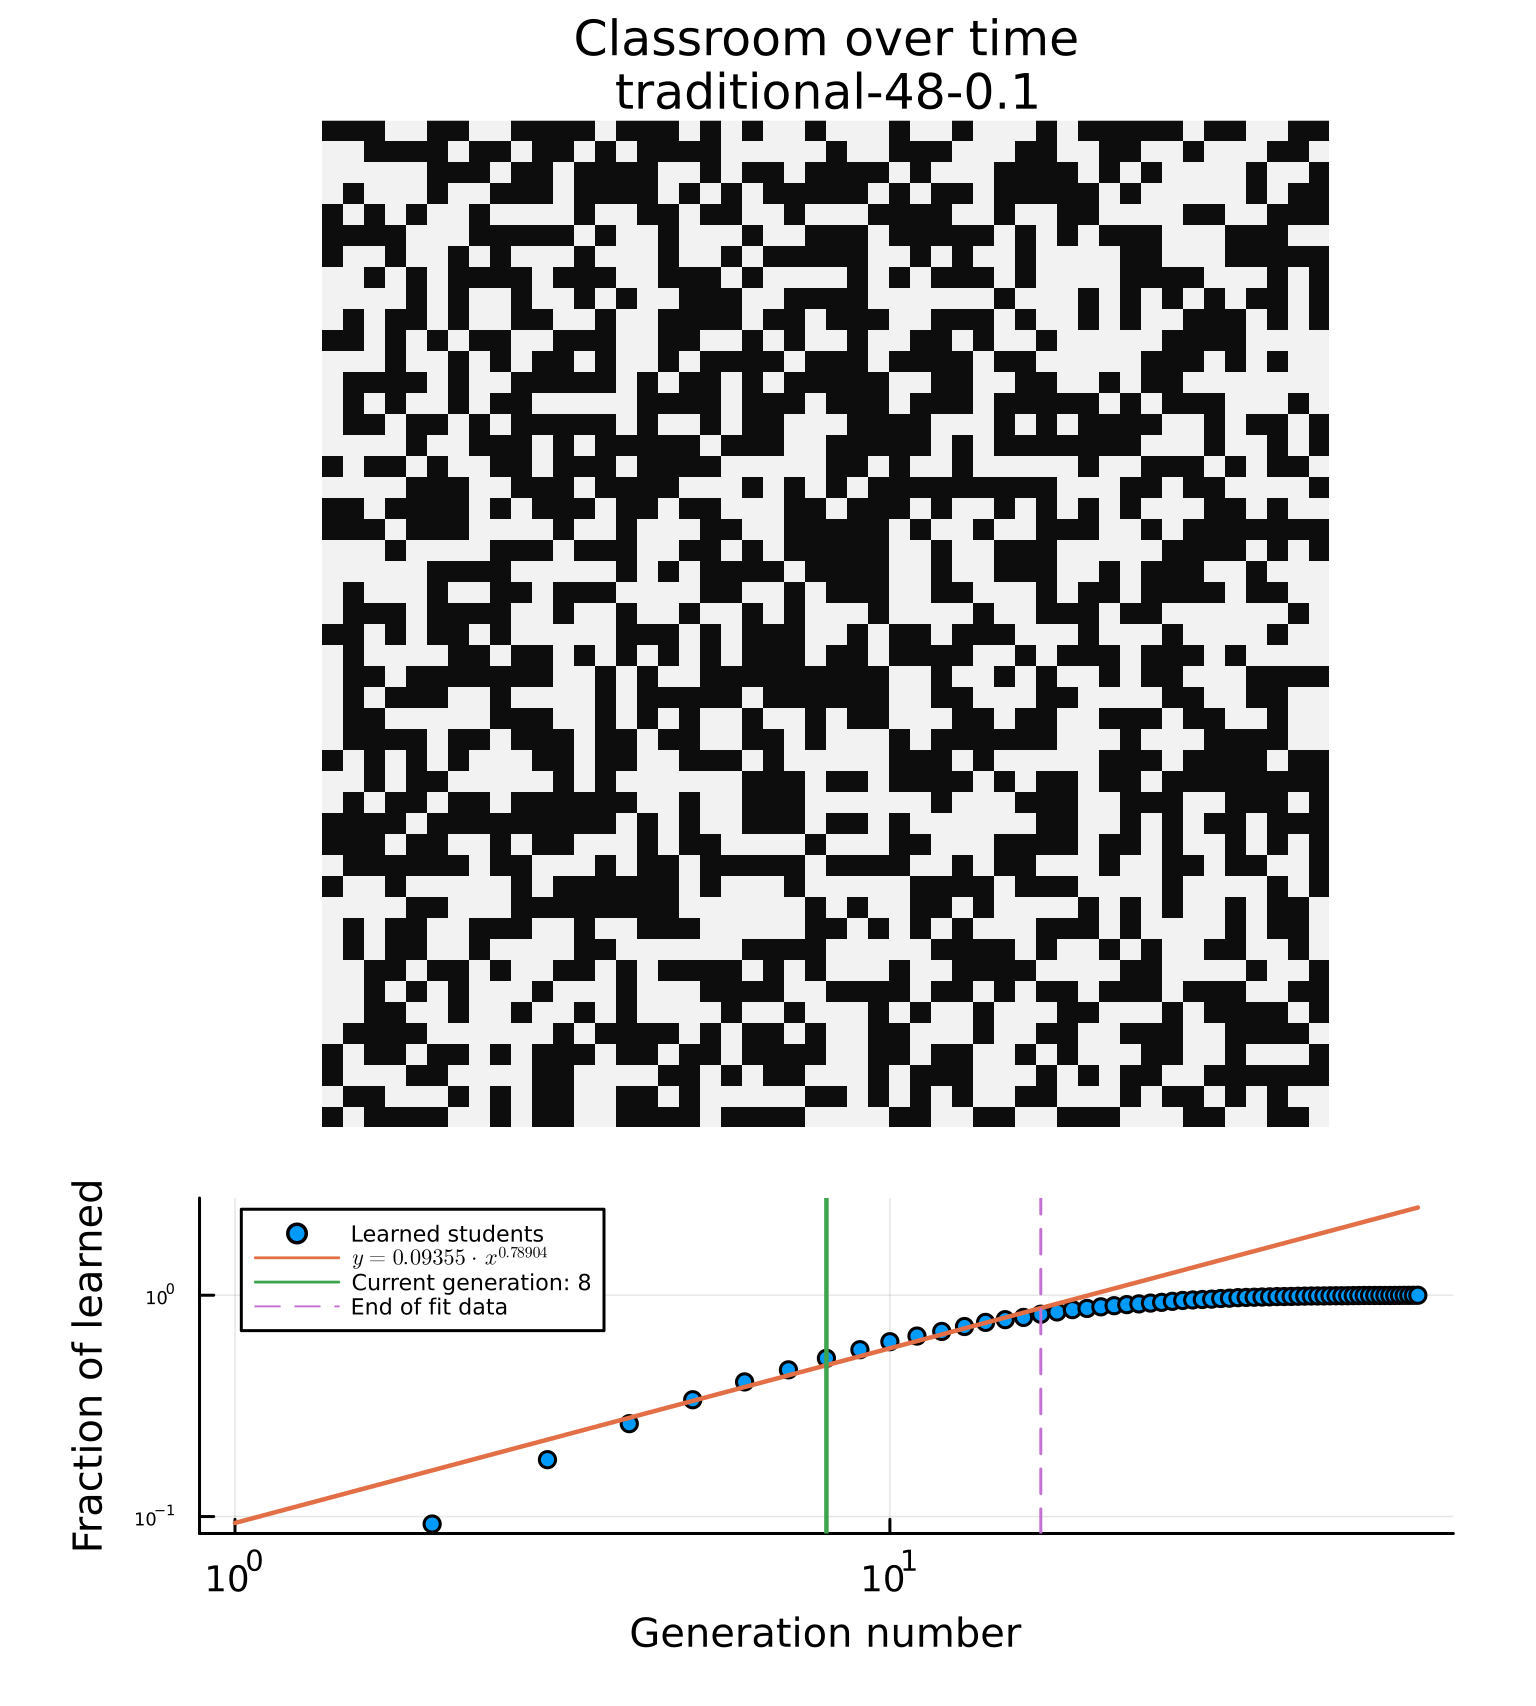 Classroom over time
traditional-48-0.1
Fraction of learned
Learned students
y = 0.09355 · x^0.78904
Current generation: 8
End of fit data
10^0
10^−1
10^0
10^1
Generation number